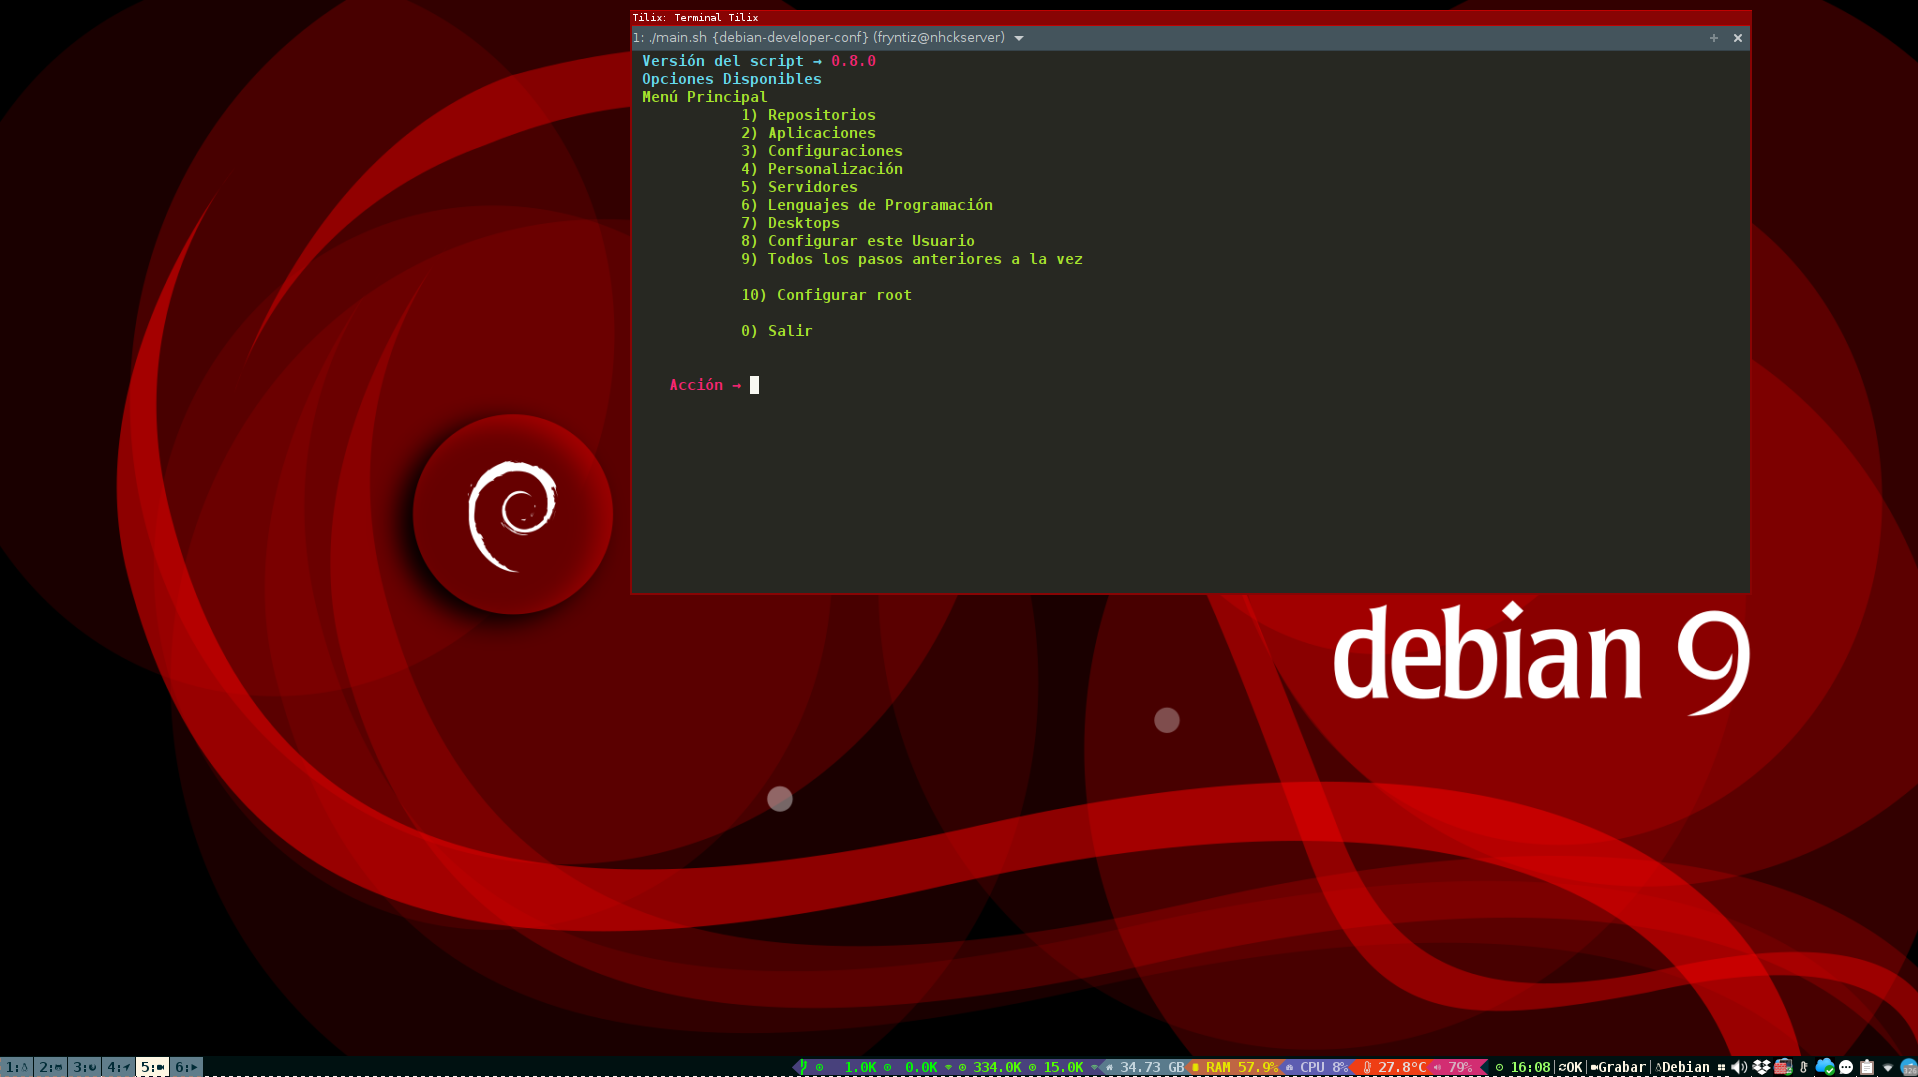 Tilix: Terminal Tilix
1: ./main.sh {debian-developer-conf} (fryntiz@nhckserver)
Versión del script → 0.8.0
Opciones Disponibles
Menú Principal
1) Repositorios
2) Aplicaciones
3) Configuraciones
4) Personalización
5) Servidores
6) Lenguajes de Programación
7) Desktops
8) Configurar este Usuario
9) Todos los pasos anteriores a la vez
10) Configurar root
0) Salir
Acción →
debian 9
1: 2: 3: 4: 5: 6: 1.0K 0.0K 334.0K 15.0K 34.73 GB RAM 57.9% CPU 8% 27.8°C 79% 16:08 OK Grabar Debian